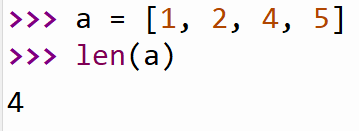 >>> a = [1, 2, 4, 5]
>>> len(a)
4